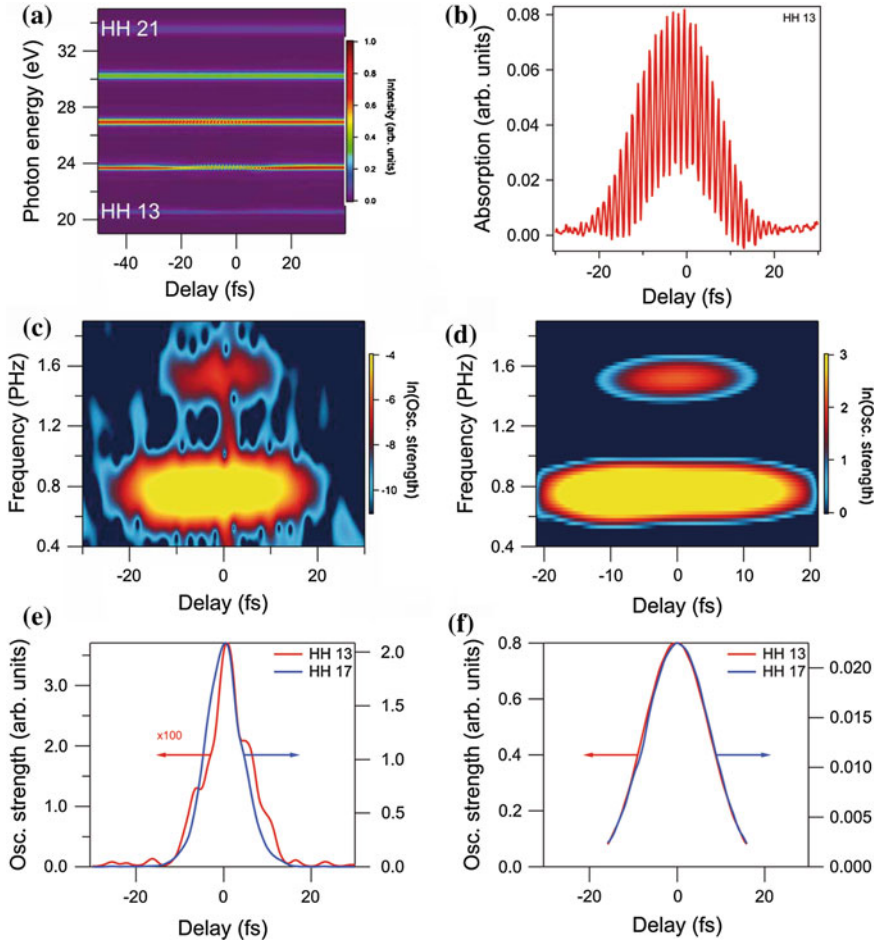 (a)
HH 21
HH 13
Photon energy (eV)
32
28
24
20
-40 -20 0 20
Delay (fs)
1.0
0.8
0.6
0.4
0.2
0.0
Intensity (arb. units)
(b)
HH 13
Absorption (arb. units)
0.08
0.06
0.04
0.02
0.00
-20 0 20
Delay (fs)
(c)
Frequency (PHz)
1.6
1.2
0.8
0.4
-20 0 20
Delay (fs)
-4
-6
-8
-10
ln(Osc. strength)
(d)
Frequency (PHz)
1.6
1.2
0.8
0.4
-20 -10 0 10 20
Delay (fs)
3
2
1
0
ln(Osc. strength)
(e)
HH 13
HH 17
x100
Osc. strength (arb. units)
3.0
2.0
1.0
0.0
2.0
1.5
1.0
0.5
0.0
-20 0 20
Delay (fs)
(f)
HH 13
HH 17
Osc. strength (arb. units)
0.8
0.6
0.4
0.2
0.0
0.020
0.015
0.010
0.005
0.000
-20 0 20
Delay (fs)